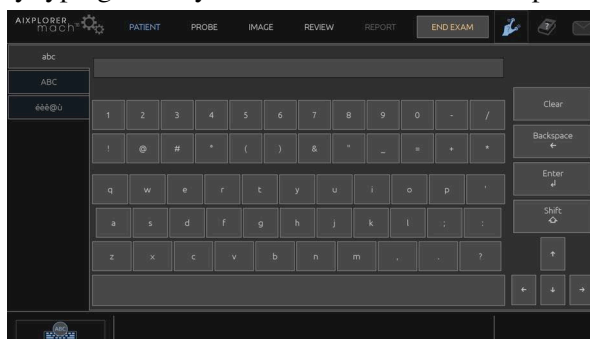 AIXPLORER
mach
PATIENT PROBE IMAGE REVIEW REPORT END EXAM
abc
ABC
éèê@ü
1 2 3 4 5 6 7 8 9 0 - /
! @ # * ( ) & " _ = + *
q w e r t y u i o p '
a s d f g h j k l ; :
z x c v b n m , . ?
Clear
Backspace
←
Enter
↲
Shift
↑
← ↓ →
ABC